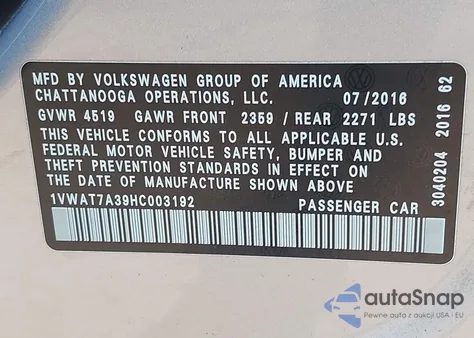 MFD BY VOLKSWAGEN GROUP OF AMERICA
CHATTANOOGA OPERATIONS, LLC. 07/2016
GVWR 4519 GAWR FRONT 2359 / REAR 2271 LBS
THIS VEHICLE CONFORMS TO ALL APPLICABLE U.S.
FEDERAL MOTOR VEHICLE SAFETY, BUMPER AND
THEFT PREVENTION STANDARDS IN EFFECT ON
THE DATE OF MANUFACTURE SHOWN ABOVE.
1VWAT7A39HC003192 PASSENGER CAR
3040204 2016 62
autoSnap
Pewne auta z aukcji USA i EU